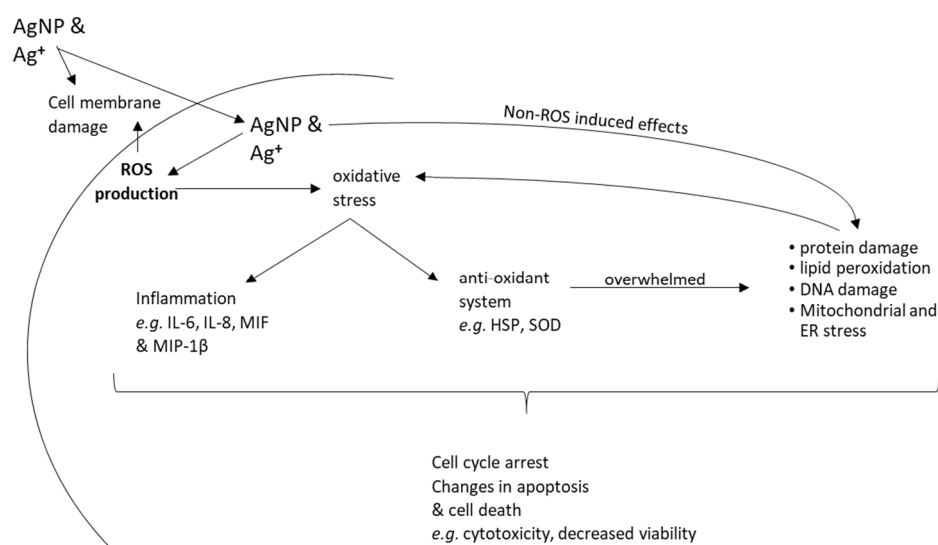 AgNP &
Ag⁺
Cell membrane
damage
AgNP &
Ag⁺
Non-ROS induced effects
ROS
production
oxidative
stress
Inflammation
e.g. IL-6, IL-8, MIF
& MIP-1β
anti-oxidant
system
e.g. HSP, SOD
overwhelmed
• protein damage
• lipid peroxidation
• DNA damage
• Mitochondrial and
ER stress
Cell cycle arrest
Changes in apoptosis
& cell death
e.g. cytotoxicity, decreased viability